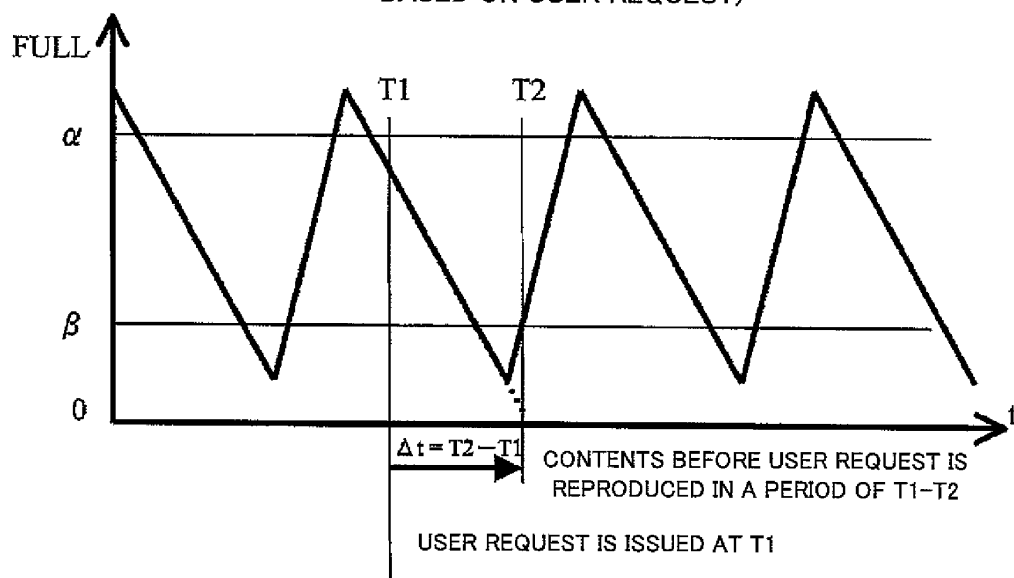 BASED ON USER REQUEST)
FULL
T1
T2
α
β
0
t
Δt=T2-T1
CONTENTS BEFORE USER REQUEST IS
REPRODUCED IN A PERIOD OF T1-T2
USER REQUEST IS ISSUED AT T1